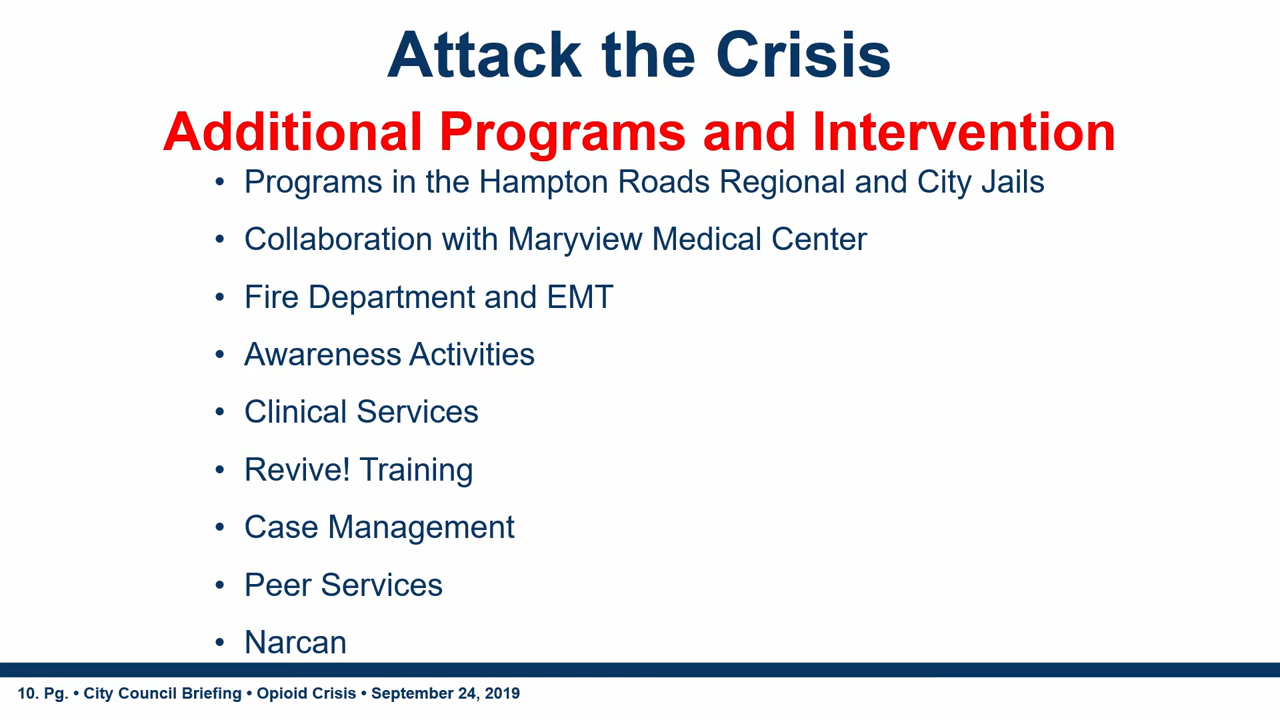 Attack the Crisis
Additional Programs and Intervention
• Programs in the Hampton Roads Regional and City Jails
• Collaboration with Maryview Medical Center
• Fire Department and EMT
• Awareness Activities
• Clinical Services
• Revive! Training
• Case Management
• Peer Services
• Narcan
10. Pg. • City Council Briefing • Opioid Crisis • September 24, 2019